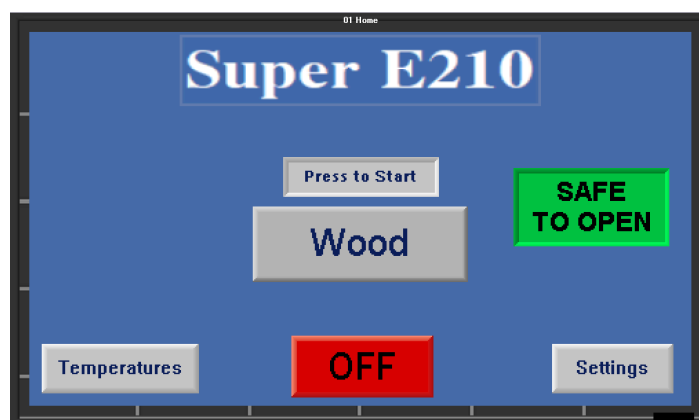 01 Home
Super E210
Press to Start
Wood
SAFE
TO OPEN
Temperatures
OFF
Settings